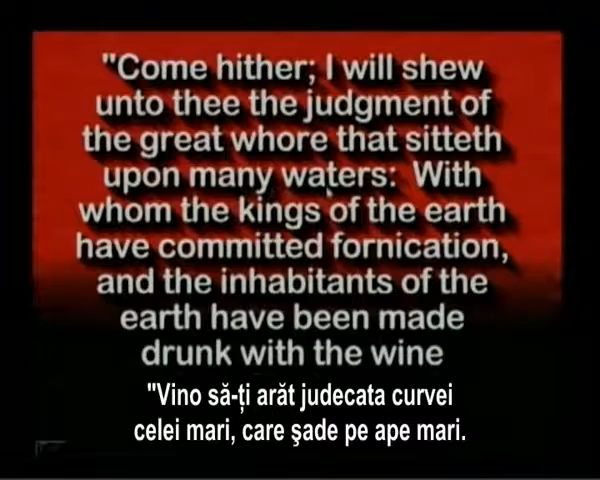 "Come hither; I will shew
unto thee the judgment of
the great whore that sitteth
upon many waters:  With
whom the kings of the earth
have committed fornication,
and the inhabitants of the
earth have been made
drunk with the wine
"Vino să-ți arăt judecata curvei
celei mari, care şade pe ape mari.